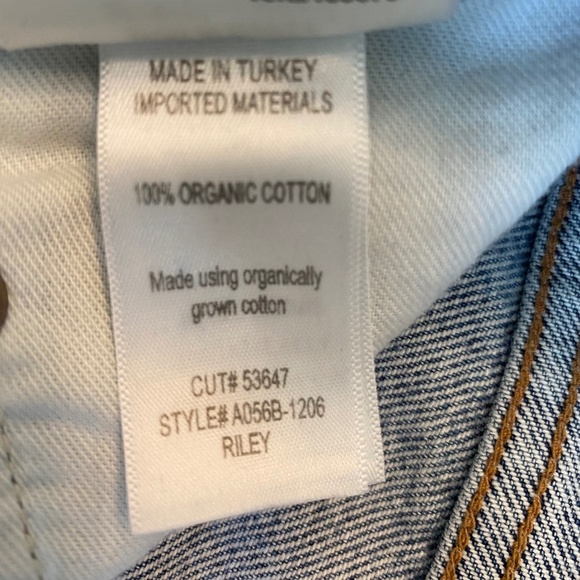 MADE IN TURKEY
IMPORTED MATERIALS
100% ORGANIC COTTON
Made using organically
grown cotton
CUT# 53647
STYLE# A056B-1206
RILEY